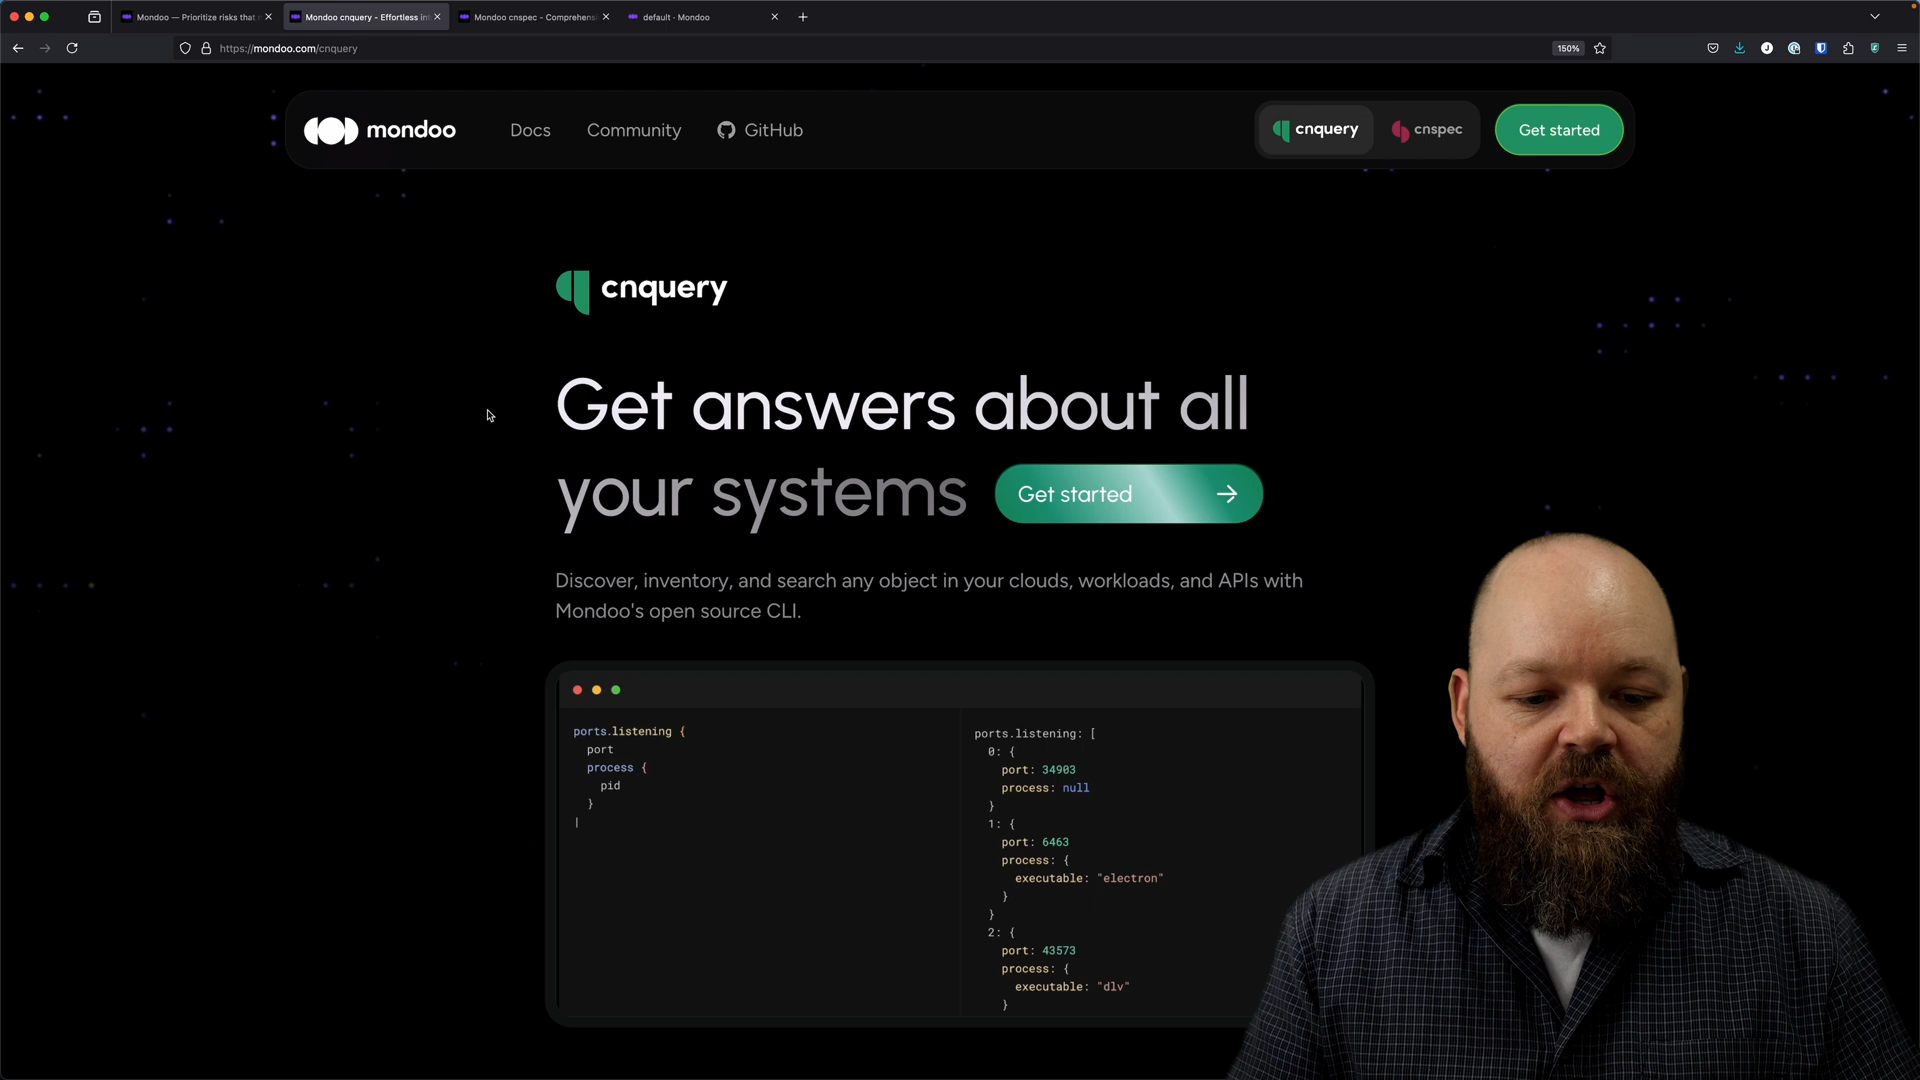 Mondoo — Prioritize risks that
Mondoo cnquery - Effortless in
Mondoo cnspec - Comprehens
default · Mondoo
https://mondoo.com/cnquery
150%
mondoo
Docs
Community
GitHub
cnquery
cnspec
Get started
cnquery
Get answers about all
your systems
Get started
Discover, inventory, and search any object in your clouds, workloads, and APIs with
Mondoo's open source CLI.
ports.listening {
port
process {
pid
}
ports.listening: [
0: {
port: 34903
process: null
}
1: {
port: 6463
process: {
executable: "electron"
}
}
2: {
port: 43573
process: {
executable: "dlv"
}